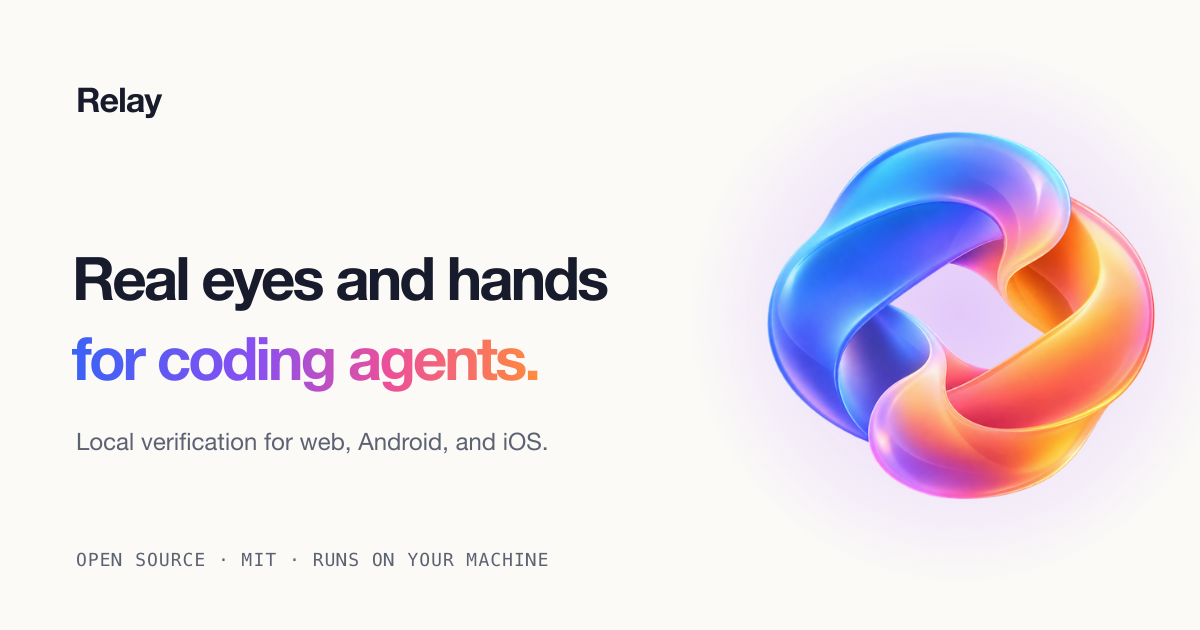 Relay
Real eyes and hands
for coding agents.
Local verification for web, Android, and iOS.
OPEN SOURCE · MIT · RUNS ON YOUR MACHINE